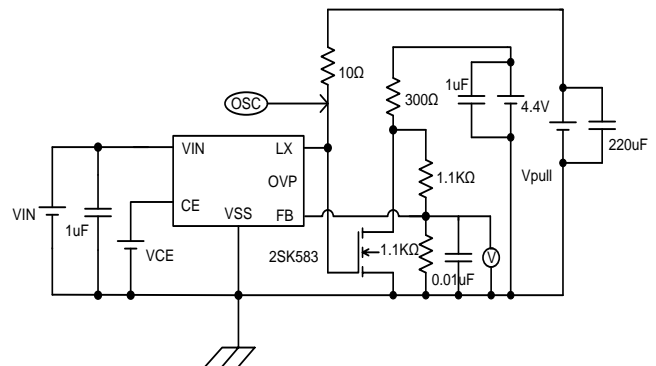 10Ω
OSC
300Ω
1uF
4.4V
220uF
Vpull
VIN
LX
OVP
1.1KΩ
CE
VSS
FB
VIN
1uF
VCE
2SK583
1.1KΩ
0.01uF
V